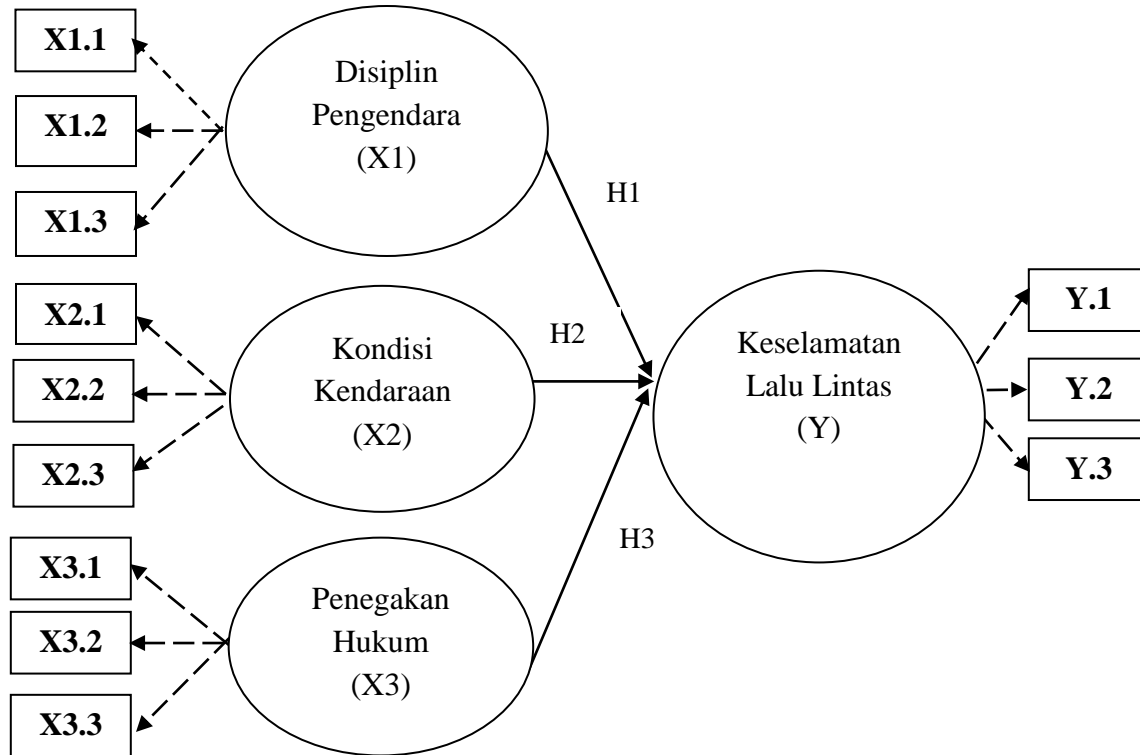 X1.1
X1.2
X1.3
Disiplin
Pengendara
(X1)
H1
X2.1
X2.2
X2.3
Kondisi
Kendaraan
(X2)
H2
Keselamatan
Lalu Lintas
(Y)
Y.1
Y.2
Y.3
H3
X3.1
X3.2
X3.3
Penegakan
Hukum
(X3)